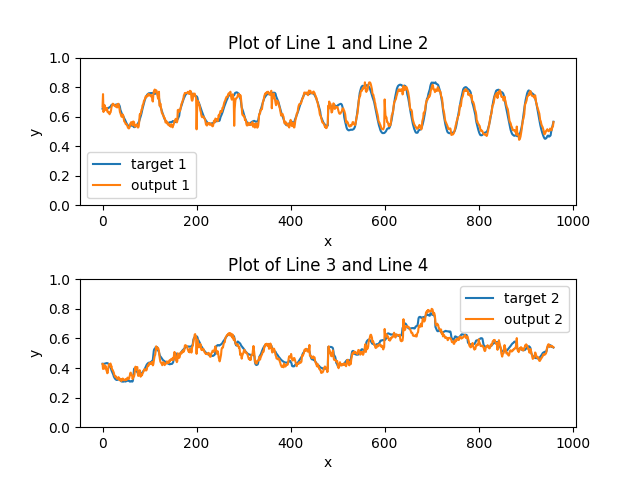 Plot of Line 1 and Line 2
1.0
0.8
0.6
0.4
0.2
0.0
y
target 1
output 1
0 200 400 600 800 1000
x
Plot of Line 3 and Line 4
1.0
0.8
0.6
0.4
0.2
0.0
y
target 2
output 2
0 200 400 600 800 1000
x